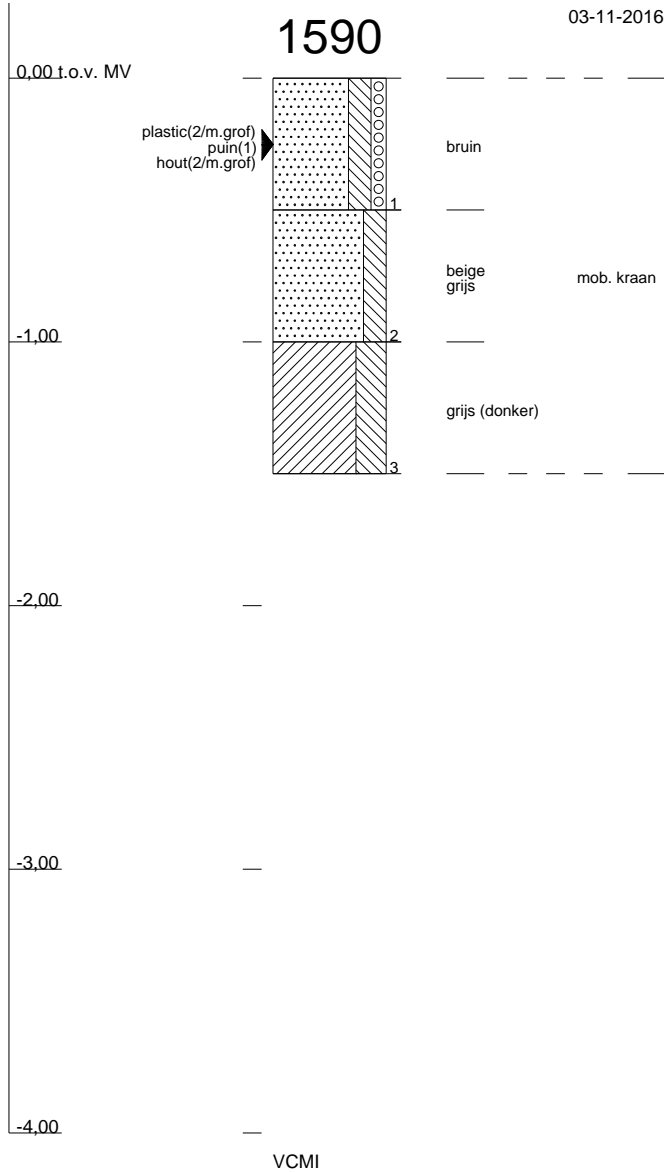 03-11-2016
1590
0,00 t.o.v. MV
plastic(2/m.grof)
puin(1)
hout(2/m.grof)
bruin
1
beige
grijs
mob. kraan
-1,00
2
grijs (donker)
3
-2,00
-3,00
-4,00
VCMI